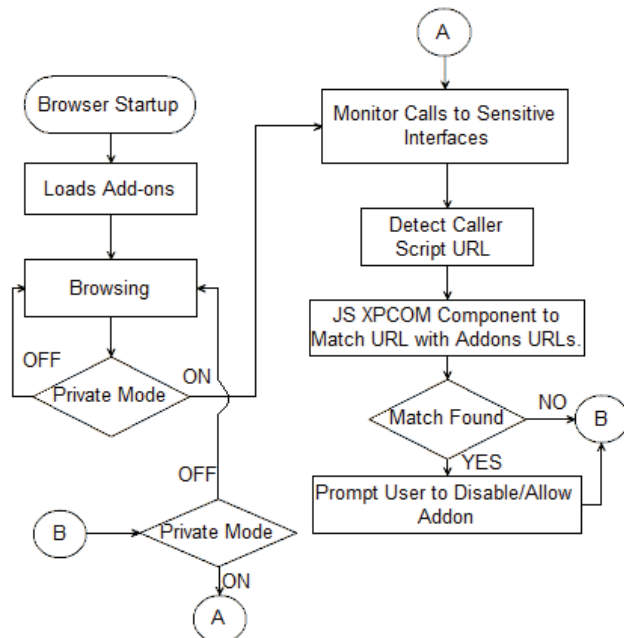 Browser Startup
Loads Add-ons
Browsing
OFF
Private Mode
ON
OFF
B
Private Mode
ON
A
A
Monitor Calls to Sensitive
Interfaces
Detect Caller
Script URL
JS XPCOM Component to
Match URL with Addons URLs.
Match Found
NO
B
YES
Prompt User to Disable/Allow
Addon